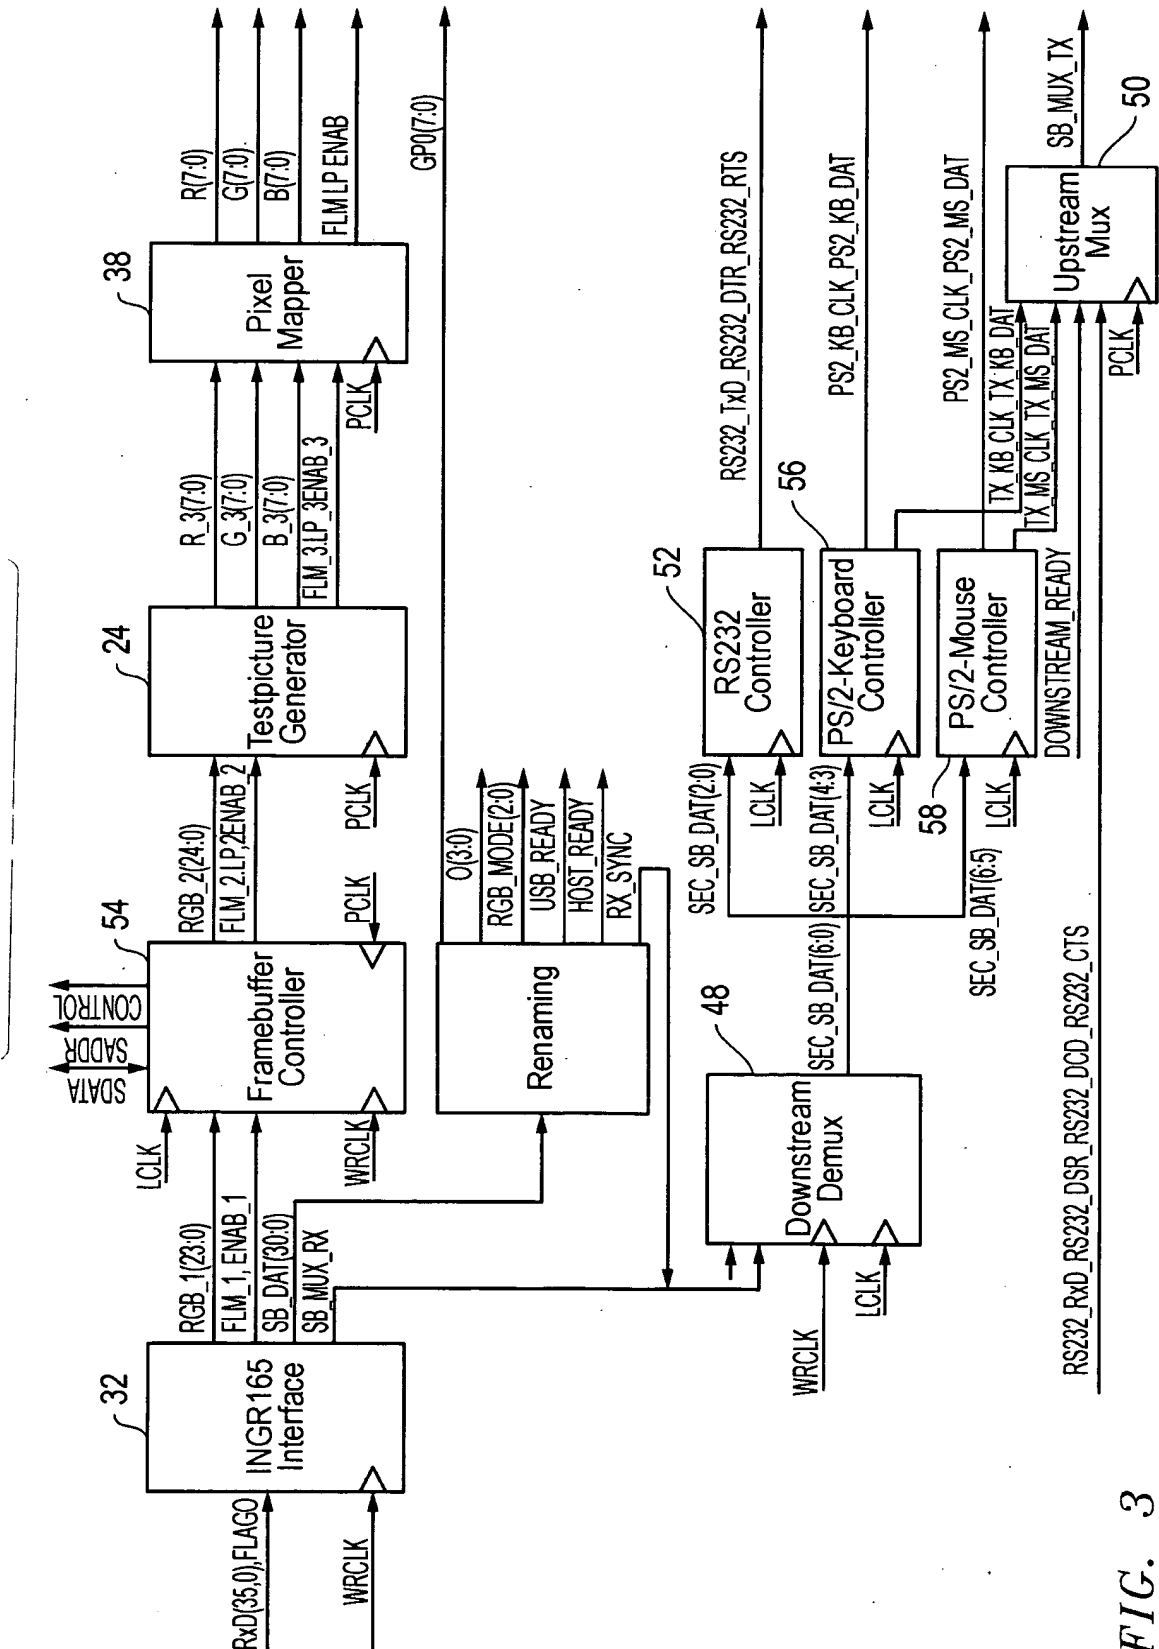 RxD(35,0),FLAGO
WRCLK
32
INGR165
Interface
RGB_1(23:0)
FLM_1, ENAB_1
SB_DAT(30:0)
SB_MUX_RX
SDATA
SADDR
CONTROL
54
LCLK
WRCLK
Framebuffer
Controller
PCLK
RGB_2(24:0)
FLM_2.LP,2ENAB_2
PCLK
24
Testpicture
Generator
R_3(7:0)
G_3(7:0)
B_3(7:0)
FLM_3.LP_3ENAB_3
PCLK
38
Pixel
Mapper
R(7:0)
G(7:0)
B(7:0)
FLM LP ENAB
GP0(7:0)
Renaming
O(3:0)
RGB_MODE(2:0)
USB_READY
HOST_READY
RX_SYNC
WRCLK
LCLK
48
Downstream
Demux
SEC_SB_DAT(6:0)
SEC_SB_DAT(2:0)
SEC_SB_DAT(4:3)
SEC_SB_DAT(6:5)
LCLK
52
RS232
Controller
RS232_TxD_RS232_DTR_RS232_RTS
LCLK
56
PS/2-Keyboard
Controller
PS2_KB_CLK_PS2_KB_DAT
58
LCLK
PS/2-Mouse
Controller
PS2_MS_CLK_PS2_MS_DAT
TX_KB_CLK_TX_KB_DAT
TX_MS_CLK_TX_MS_DAT
DOWNSTREAM_READY
RS232_RxD_RS232_DSR_RS232_DCD_RS232_CTS
PCLK
Upstream
Mux
50
SB_MUX_TX
FIG. 3